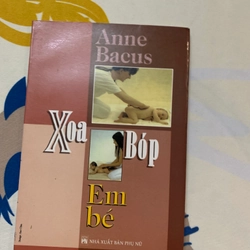 Anne
Bacus
Xoa
Bóp
Em
bé
NHÀ XUẤT BẢN PHỤ NỮ